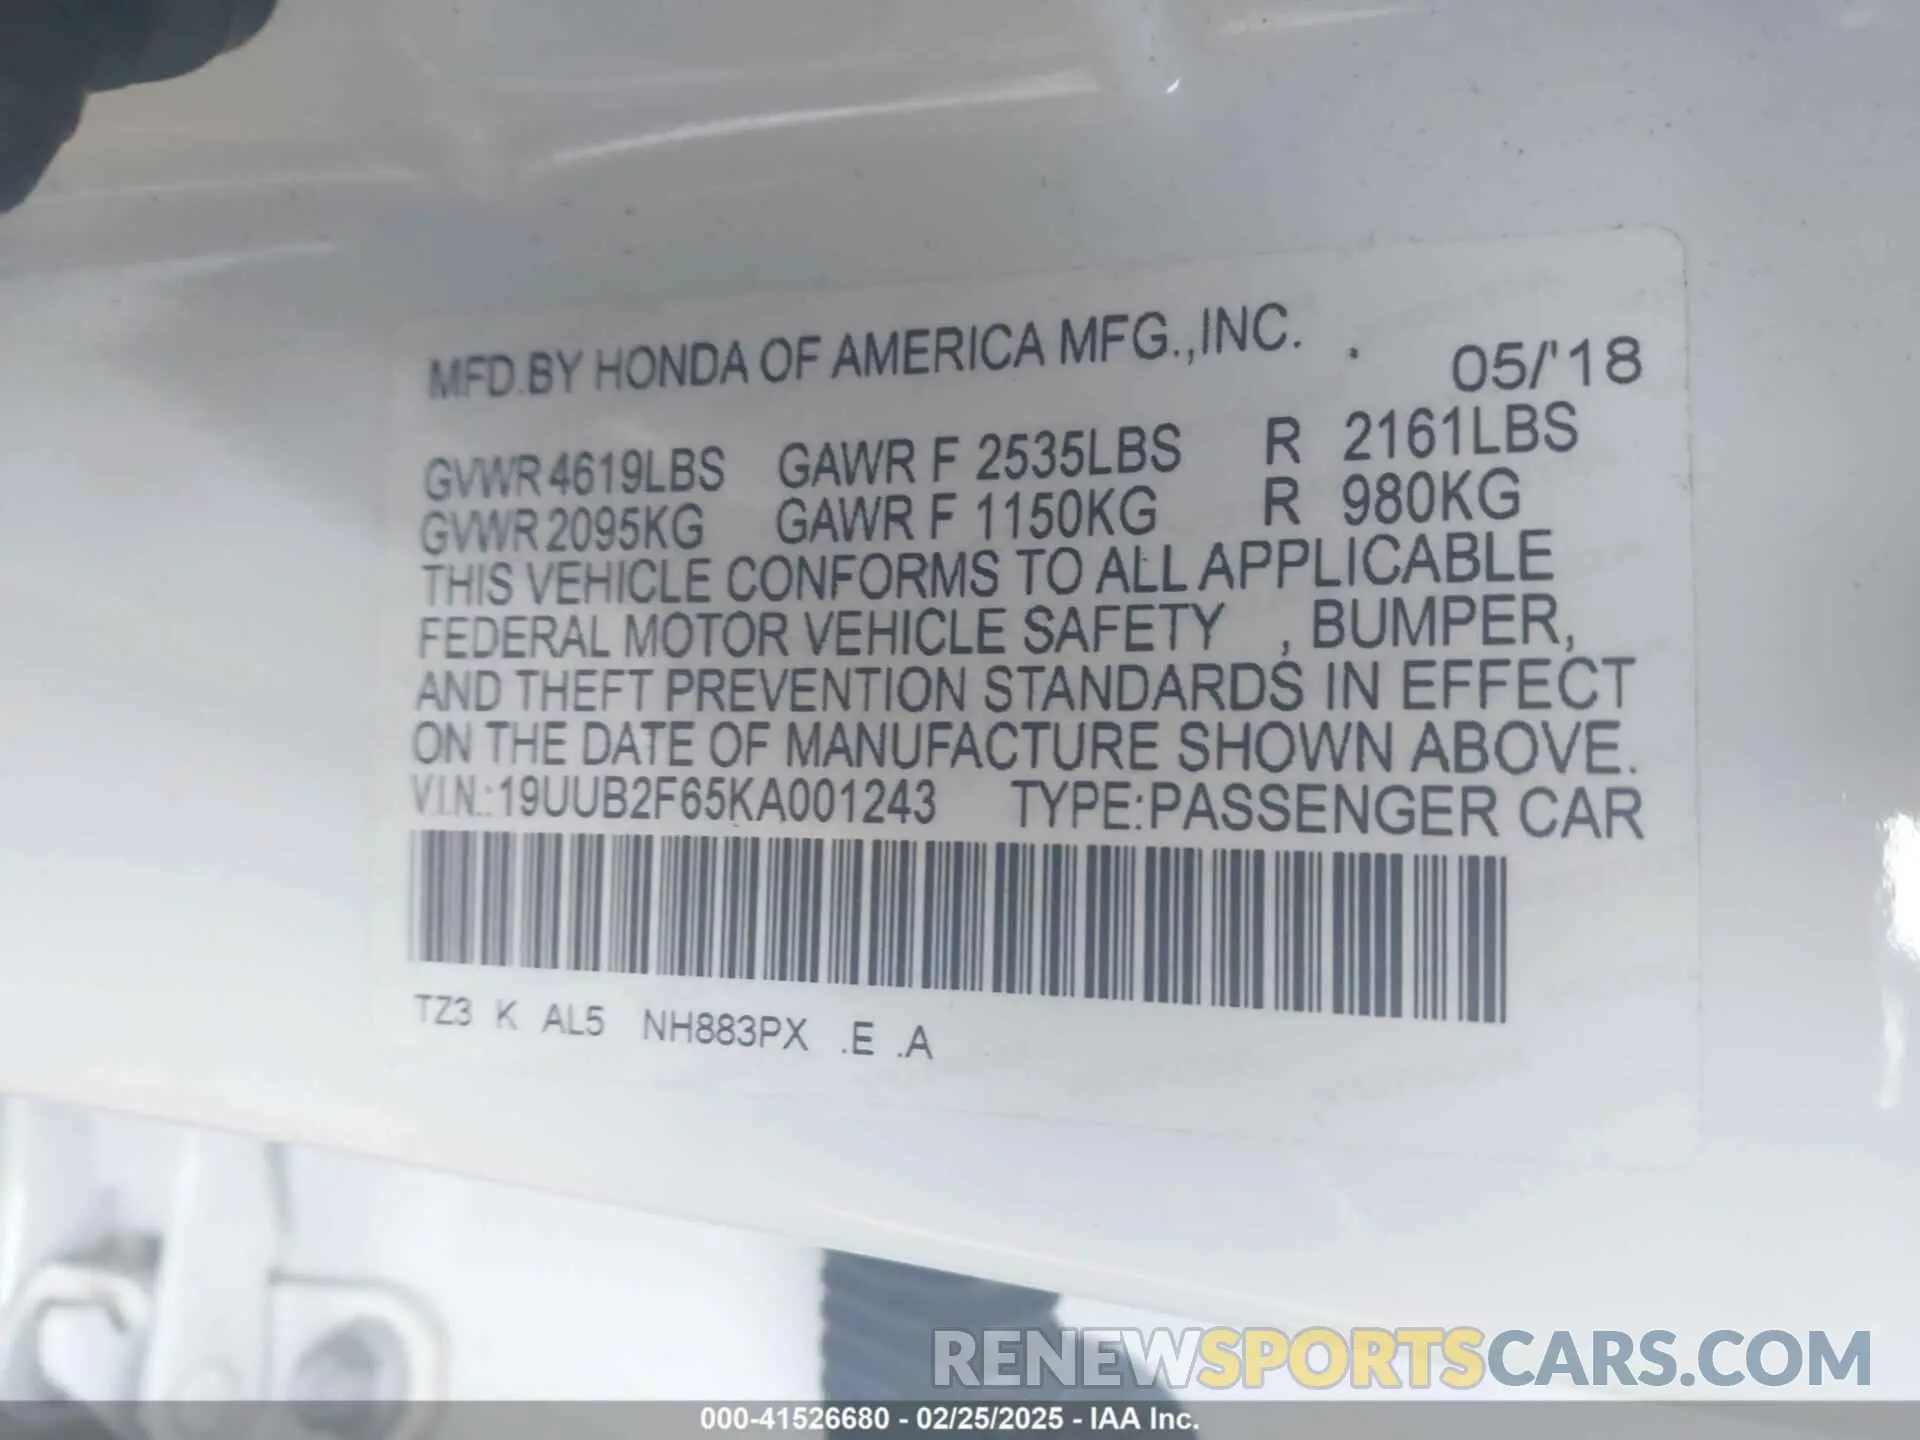 MFD.BY HONDA OF AMERICA MFG.,INC. . 05/'18
GVWR 4619LBS GAWR F 2535LBS R 2161LBS
GVWR 2095KG GAWR F 1150KG R 980KG
THIS VEHICLE CONFORMS TO ALL APPLICABLE
FEDERAL MOTOR VEHICLE SAFETY , BUMPER,
AND THEFT PREVENTION STANDARDS IN EFFECT
ON THE DATE OF MANUFACTURE SHOWN ABOVE.
V.I.N.:19UUB2F65KA001243 TYPE:PASSENGER CAR
TZ3 K AL5 NH883PX .E .A
RENEWSPORTSCARS.COM
000-41526680 - 02/25/2025 - IAA Inc.